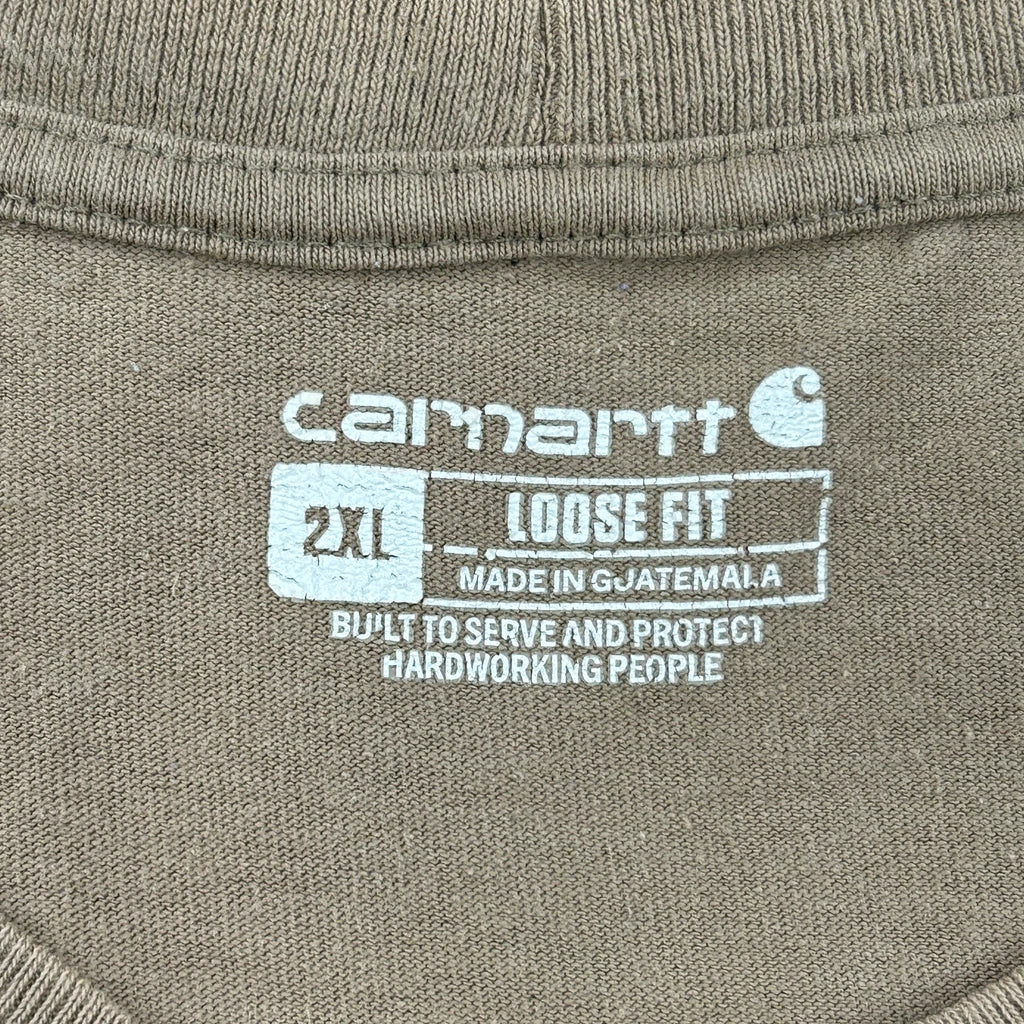 carhartt
2XL
LOOSE FIT
MADE IN GUATEMALA
BUILT TO SERVE AND PROTECT
HARDWORKING PEOPLE